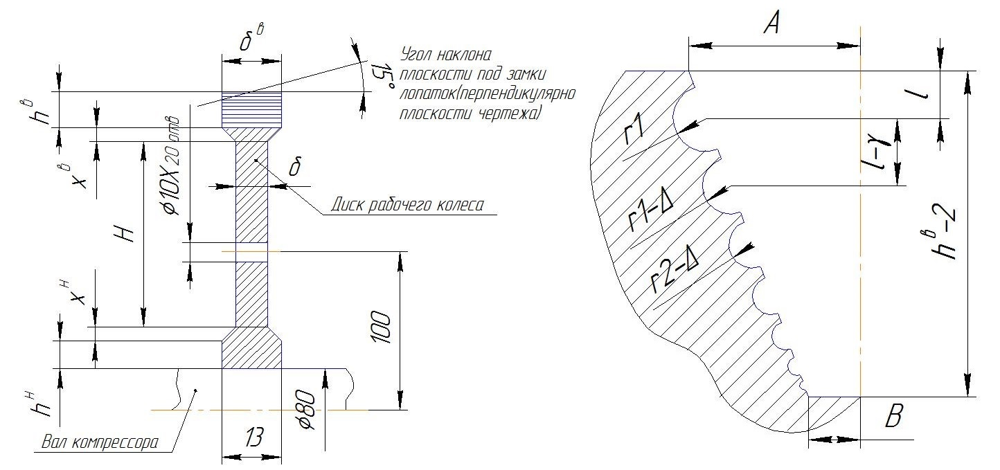 δ в
Угол наклона
плоскости под замки
лопаток(перпендикулярно
плоскости чертежа)
15°
h в
x в
ϕ10X20 отв
δ
Диск рабочего колеса
H
x н
100
h н
ϕ80
Вал компрессора
13
A
l
r1
l-γ
r1-Δ
h в -2
r2-Δ
B